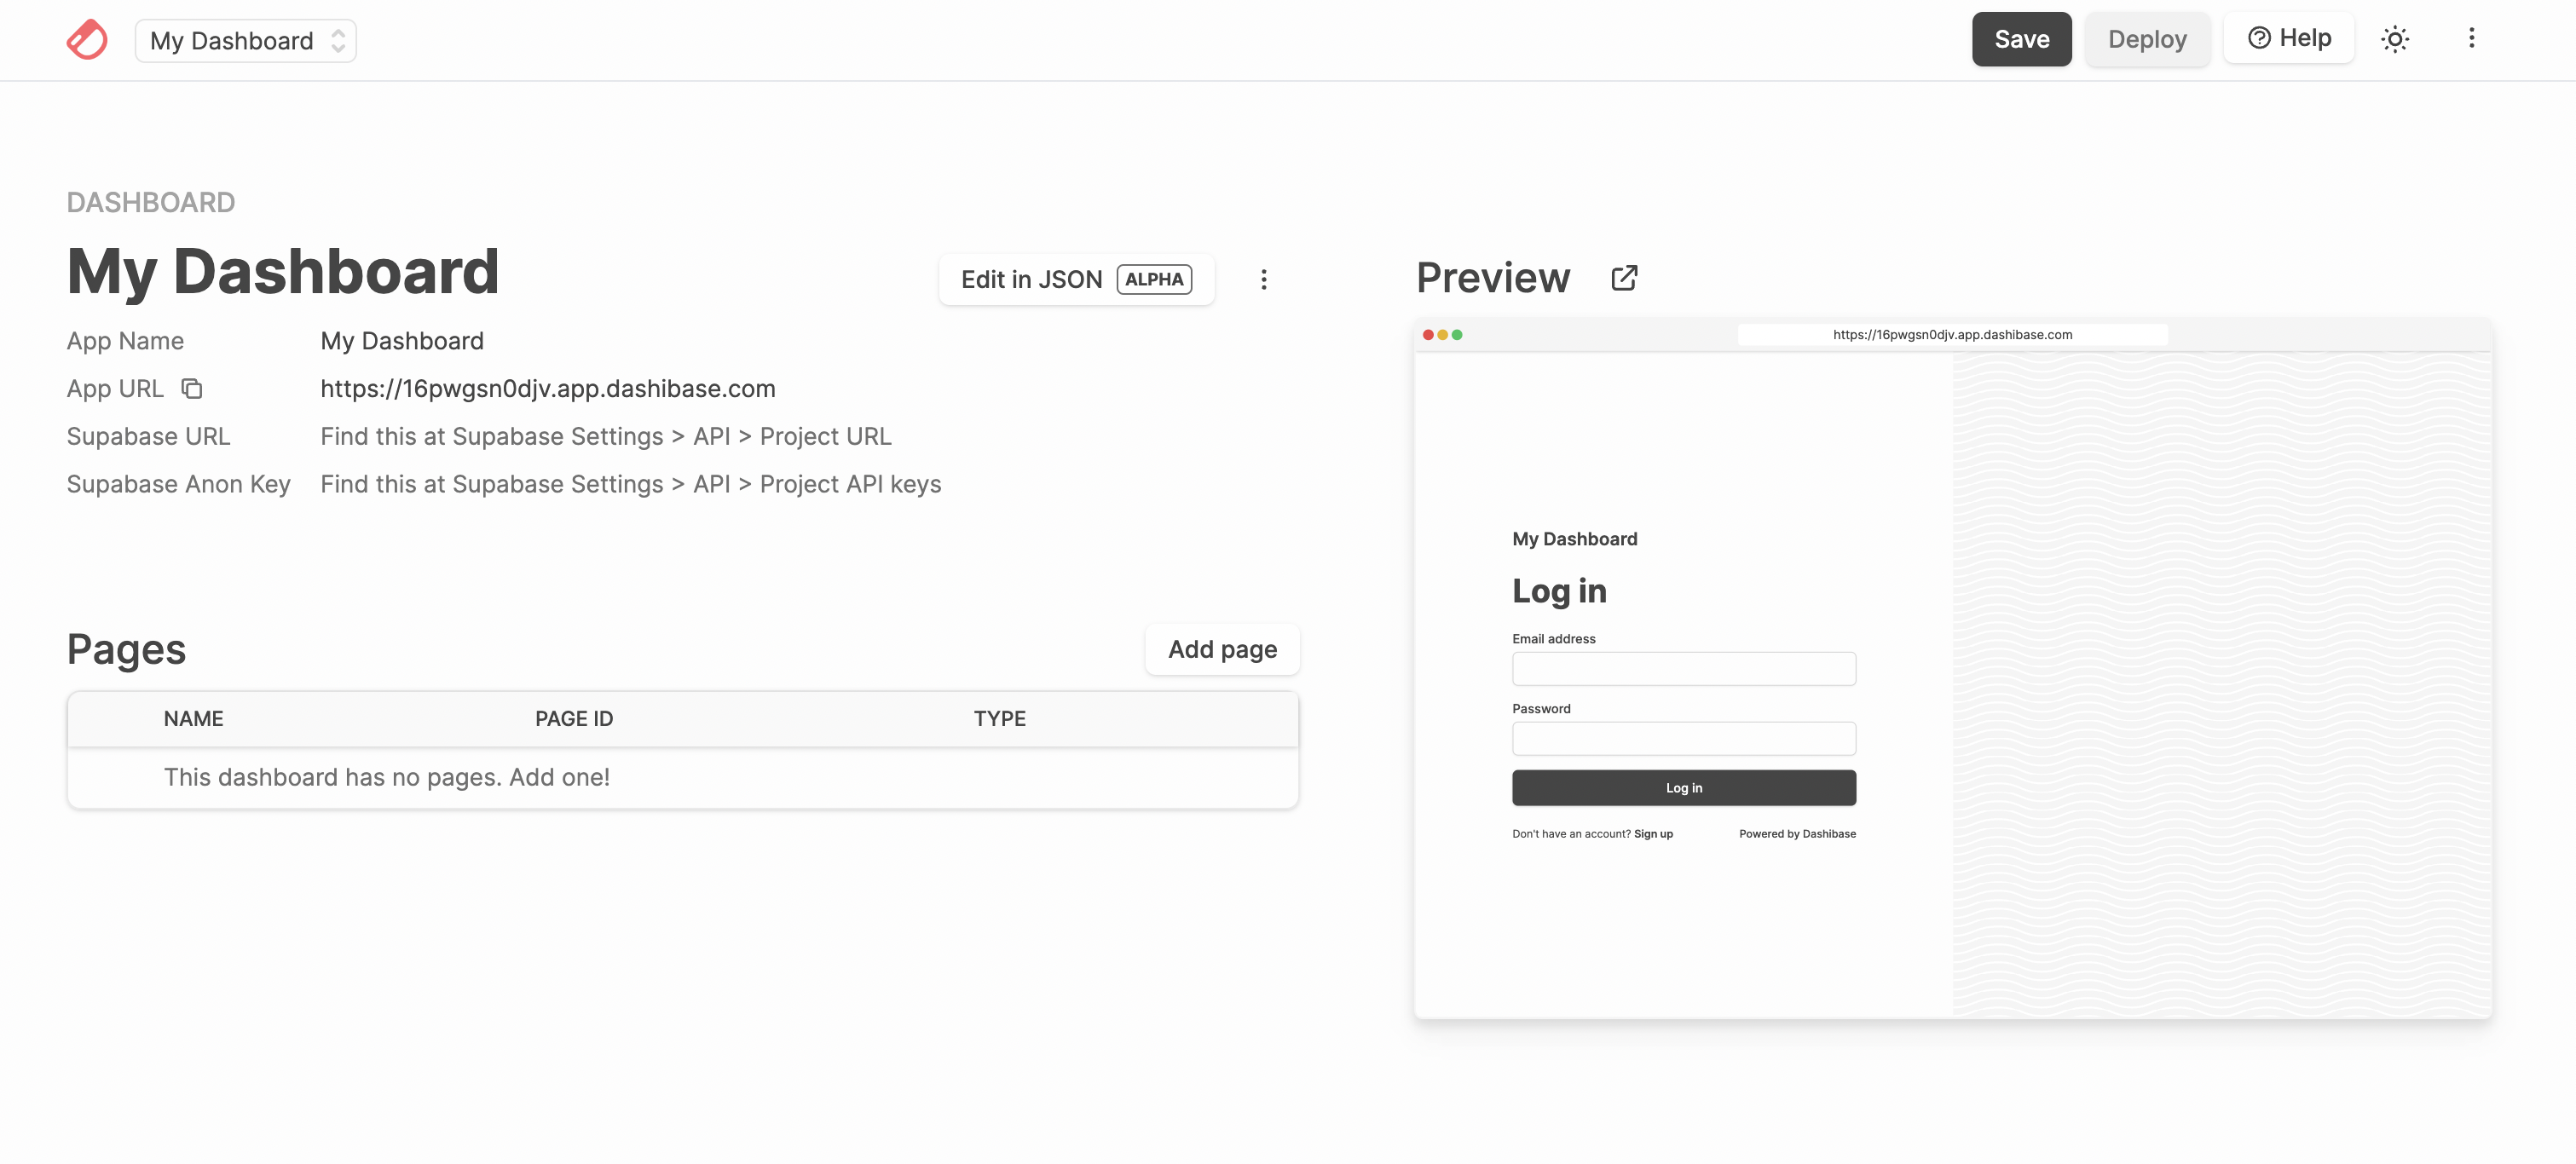 My Dashboard
Save
Deploy
Help
DASHBOARD
My Dashboard
Edit in JSON ALPHA
App Name My Dashboard
App URL https://16pwgsn0djv.app.dashibase.com
Supabase URL Find this at Supabase Settings > API > Project URL
Supabase Anon Key Find this at Supabase Settings > API > Project API keys
Pages
Add page
NAME PAGE ID TYPE
This dashboard has no pages. Add one!
Preview
https://16pwgsn0djv.app.dashibase.com
My Dashboard
Log in
Email address
Password
Log in
Don't have an account? Sign up
Powered by Dashibase